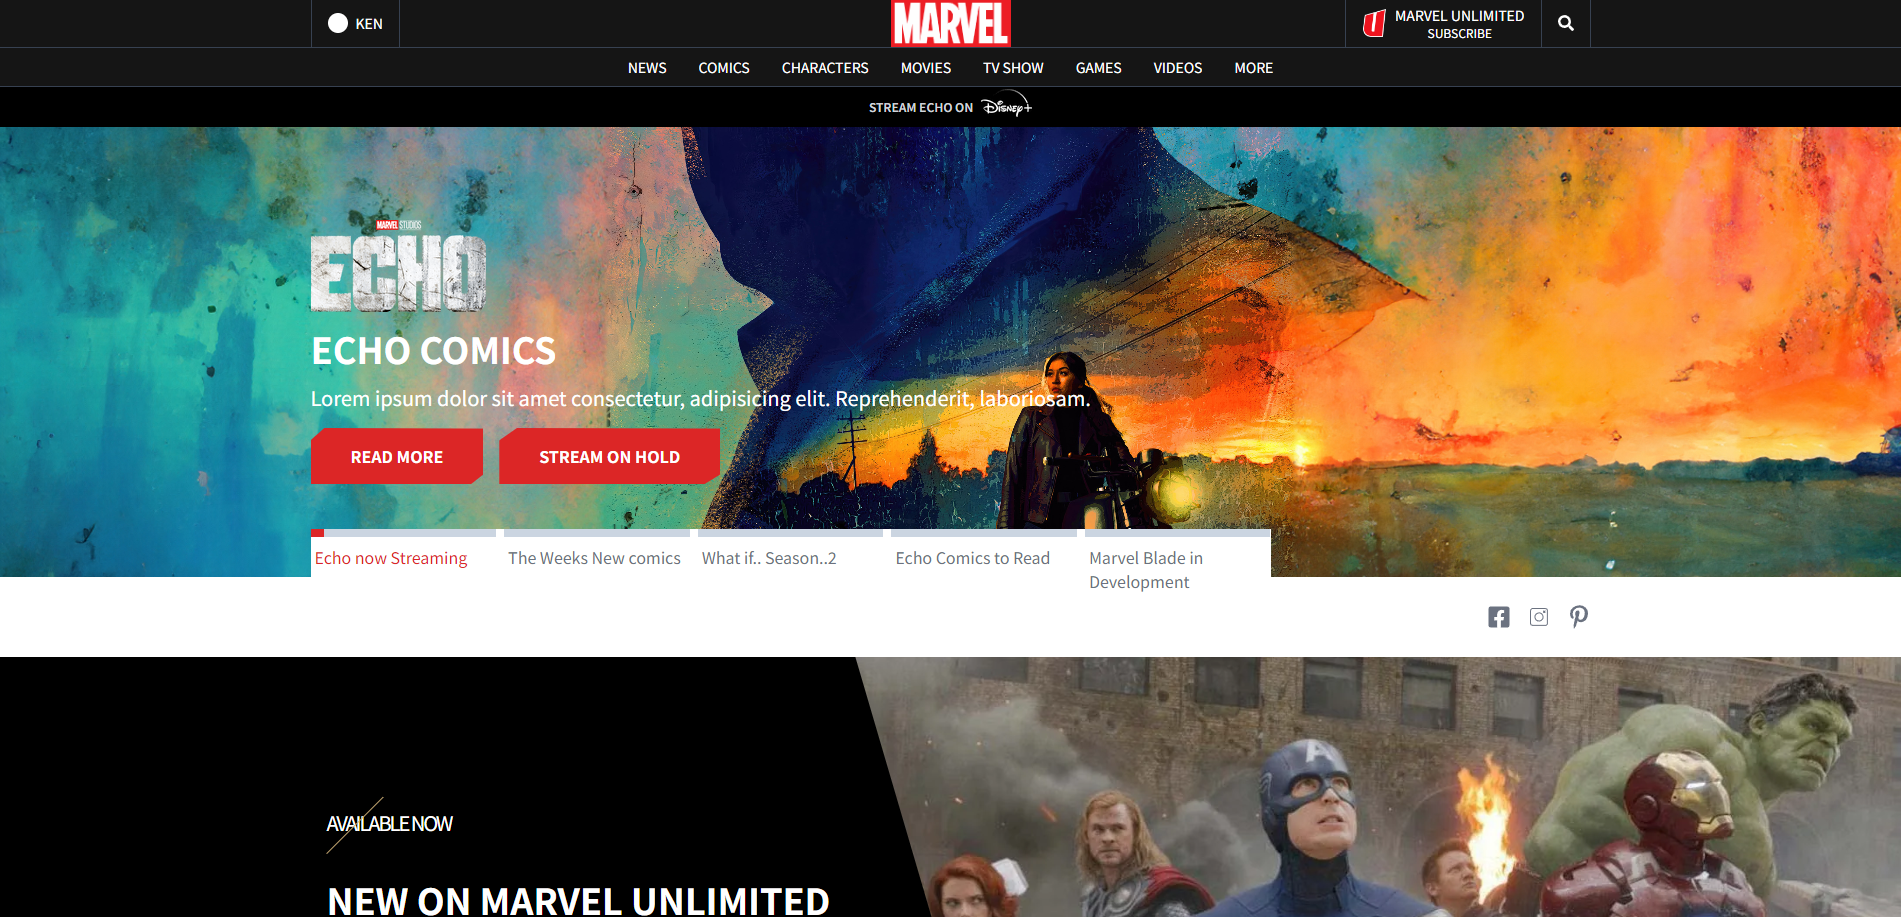 KEN
MARVEL
MARVEL UNLIMITED
SUBSCRIBE
NEWS COMICS CHARACTERS MOVIES TV SHOW GAMES VIDEOS MORE
STREAM ECHO ON Disney+
MARVEL STUDIOS
ECHO
ECHO COMICS
Lorem ipsum dolor sit amet consectetur, adipisicing elit. Reprehenderit, laboriosam.
READ MORE STREAM ON HOLD
Echo now Streaming The Weeks New comics What if.. Season..2 Echo Comics to Read Marvel Blade in
Development
AVAILABLE NOW
NEW ON MARVEL UNLIMITED